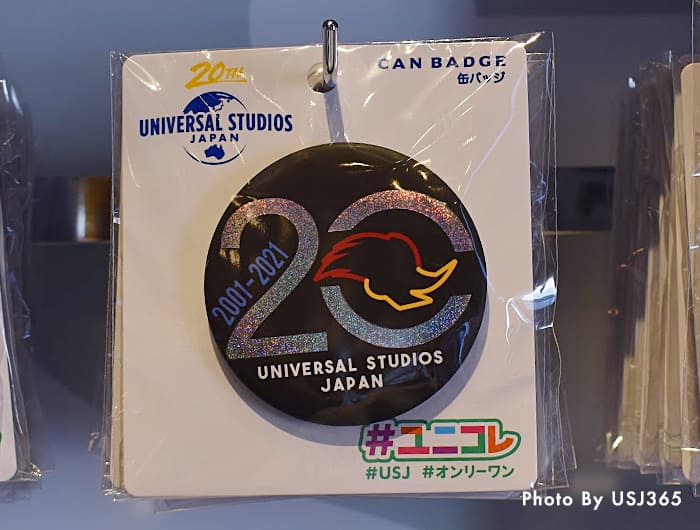 20TH
UNIVERSAL STUDIOS
JAPAN
CAN BADGE
缶バッジ
20
2001-2021
UNIVERSAL STUDIOS
JAPAN
#ユニコレ
#USJ #オンリーワン
Photo By USJ365